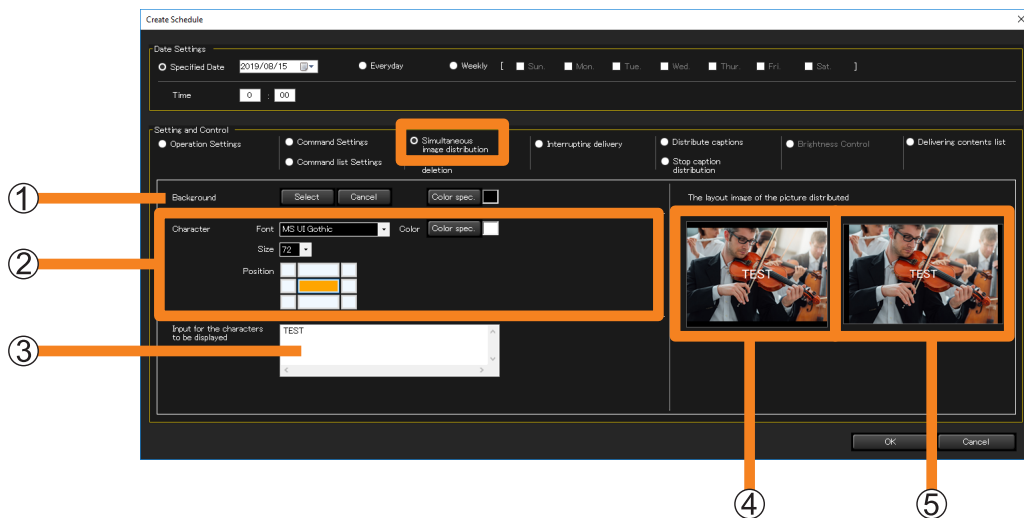 Create Schedule
Date Settings
Specified Date 2019/08/15 Everyday Weekly [ Sun. Mon. Tue. Wed. Thur. Fri. Sat. ]
Time 0 : 00
Setting and Control
Operation Settings
Command Settings
Command list Settings
Simultaneous
image distribution
deletion
Interrupting delivery
Distribute captions
Stop caption
distribution
Brightness Control
Delivering contents list
① Background Select Cancel Color spec.
The layout image of the picture distributed
② Character Font MS UI Gothic Color Color spec.
Size 72
Position
TEST
TEST
③ Input for the characters
to be displayed
TEST
OK Cancel
④ ⑤